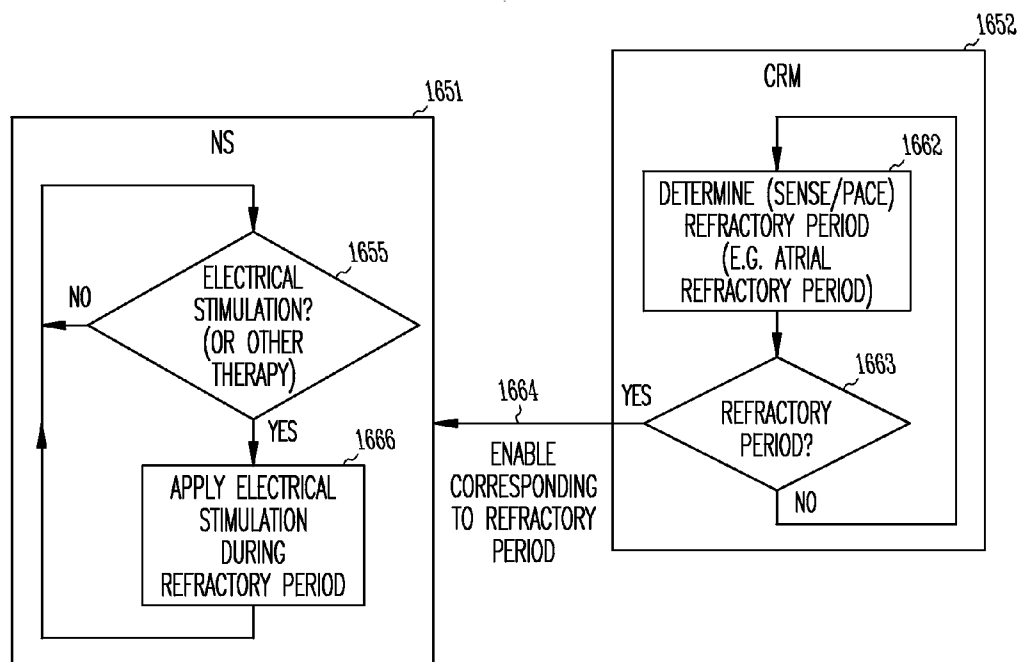 1651
NS
1655
ELECTRICAL
STIMULATION?
(OR OTHER
THERAPY)
NO
YES
1666
APPLY ELECTRICAL
STIMULATION
DURING
REFRACTORY PERIOD
1664
ENABLE
CORRESPONDING
TO REFRACTORY
PERIOD
1652
CRM
1662
DETERMINE (SENSE/PACE)
REFRACTORY PERIOD
(E.G. ATRIAL
REFRACTORY PERIOD)
1663
YES
REFRACTORY
PERIOD?
NO